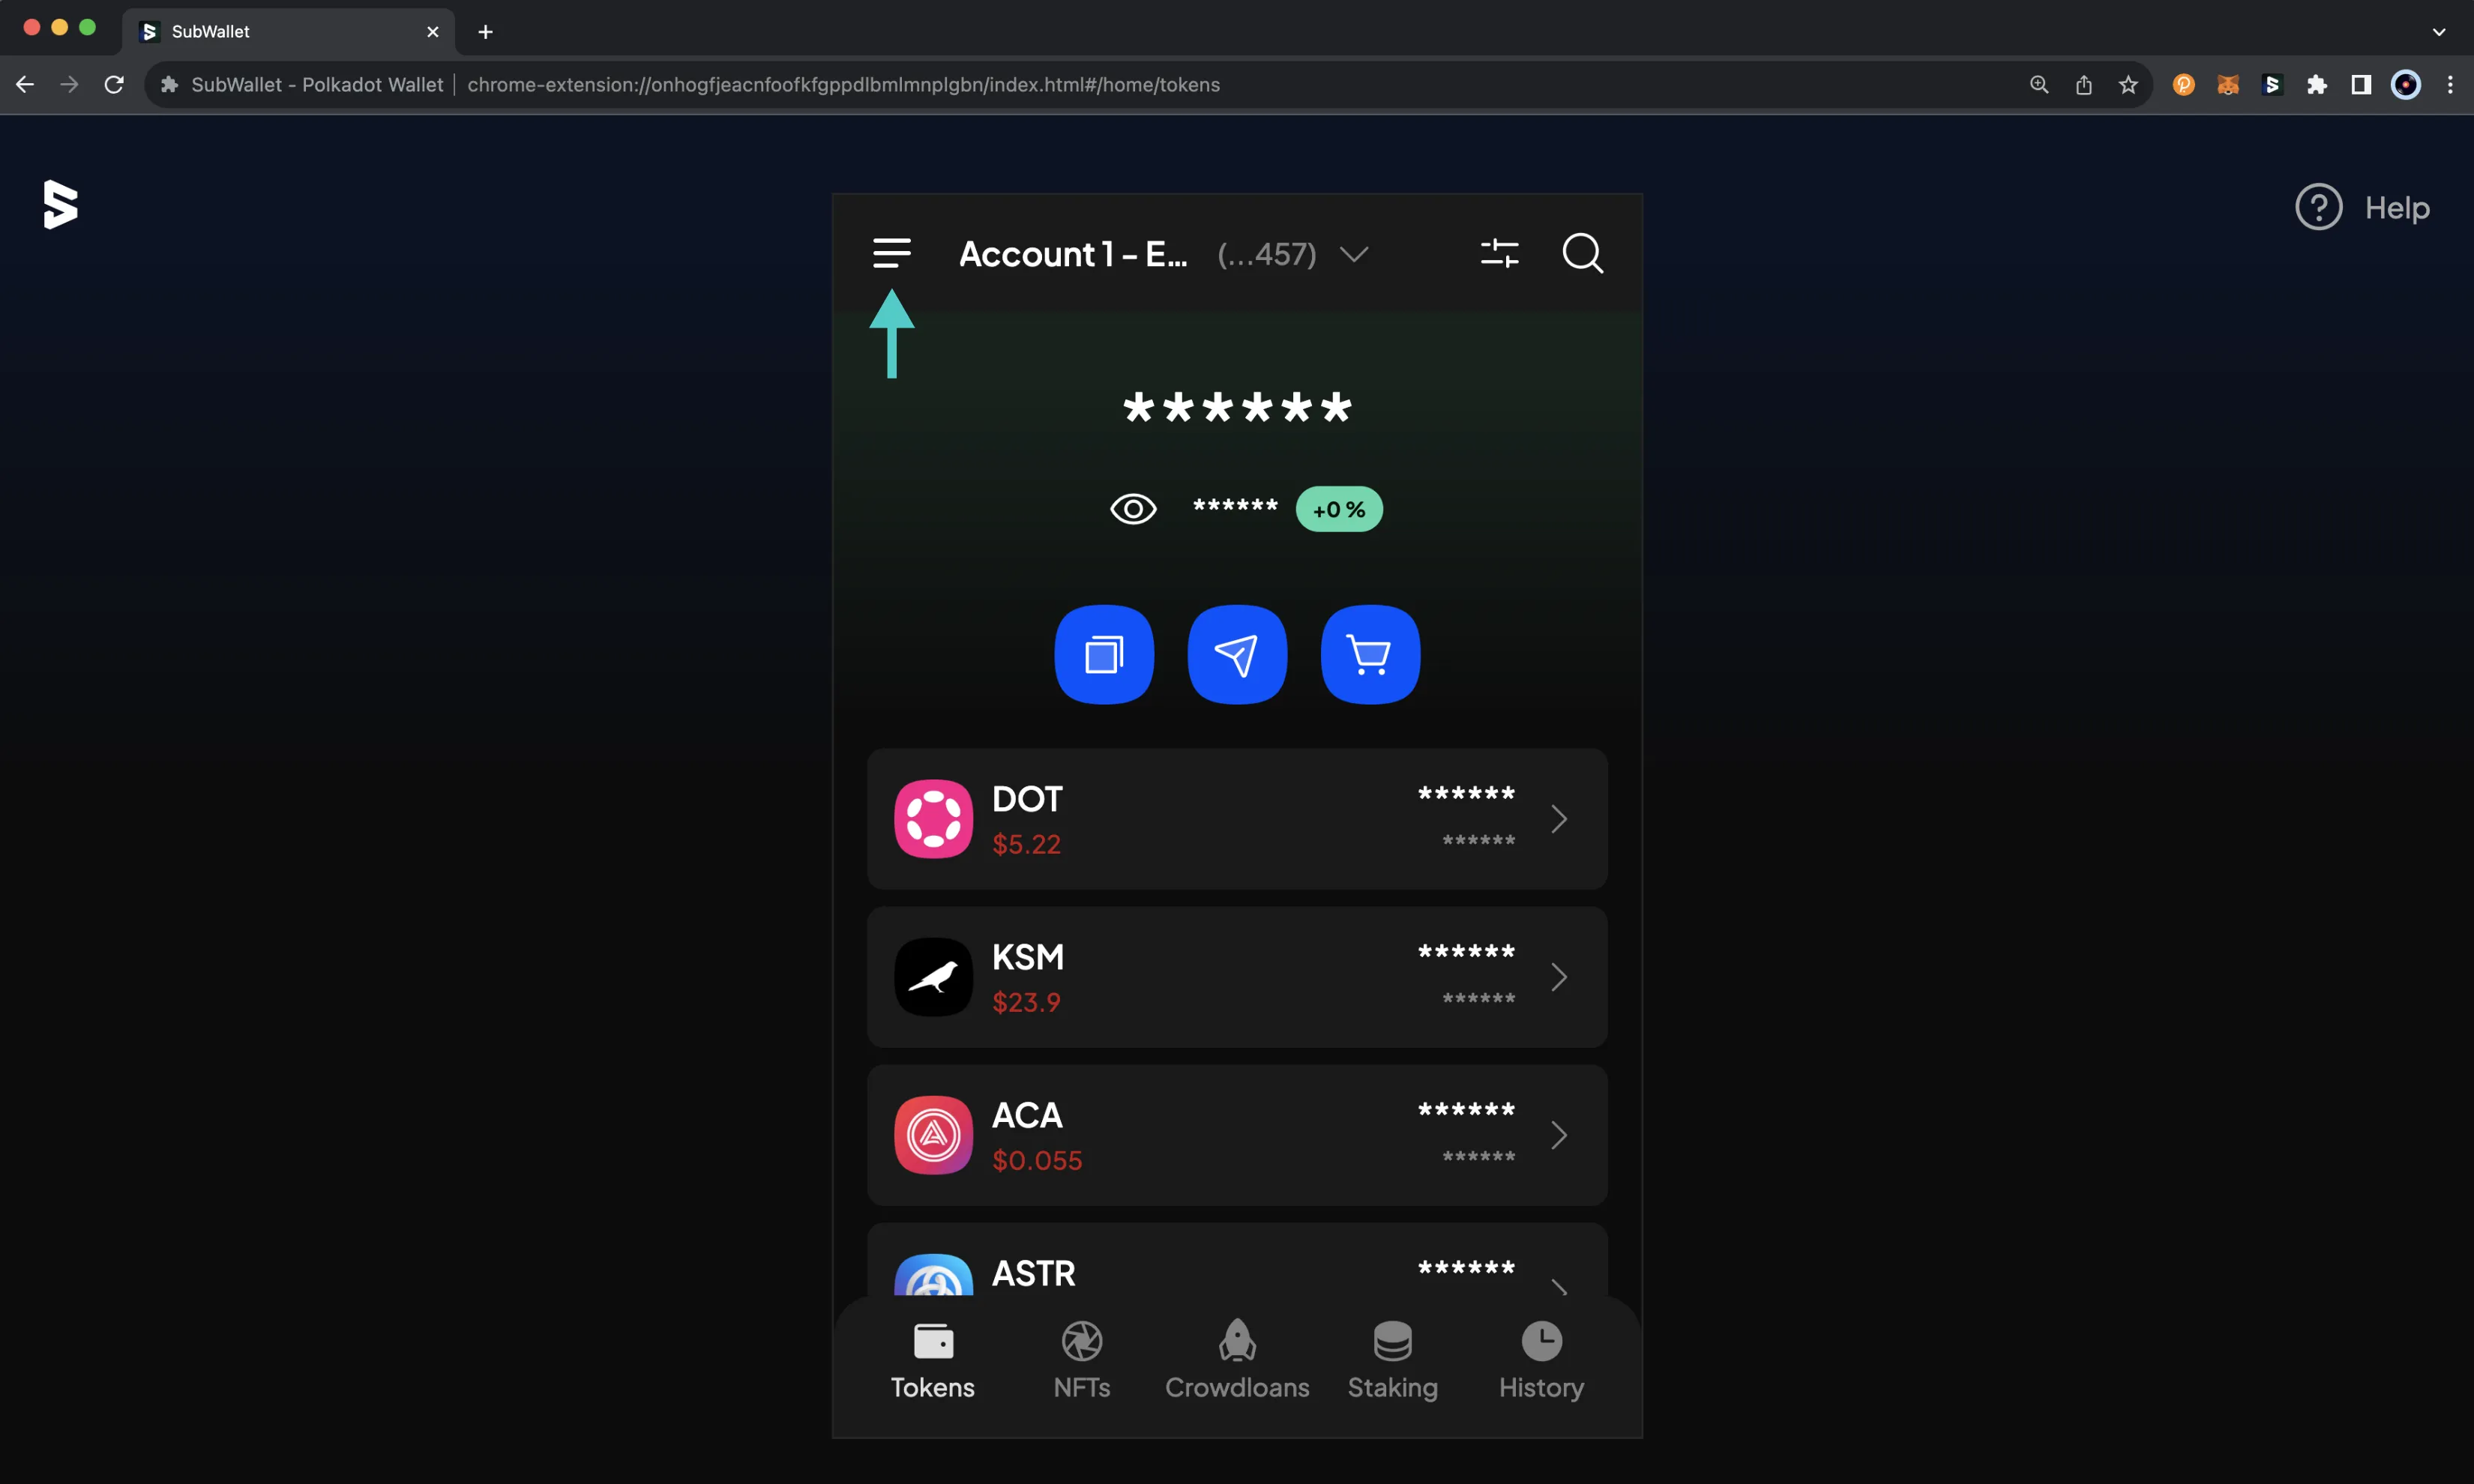 SubWallet
SubWallet - Polkadot Wallet
chrome-extension://onhogfjeacnfoofkfgppdlbmlmnplgbn/index.html#/home/tokens
Help
Account 1 - E... (...457)
******
****** +0 %
DOT ******
$5.22 ******
KSM ******
$23.9 ******
ACA ******
$0.055 ******
ASTR ******
Tokens NFTs Crowdloans Staking History